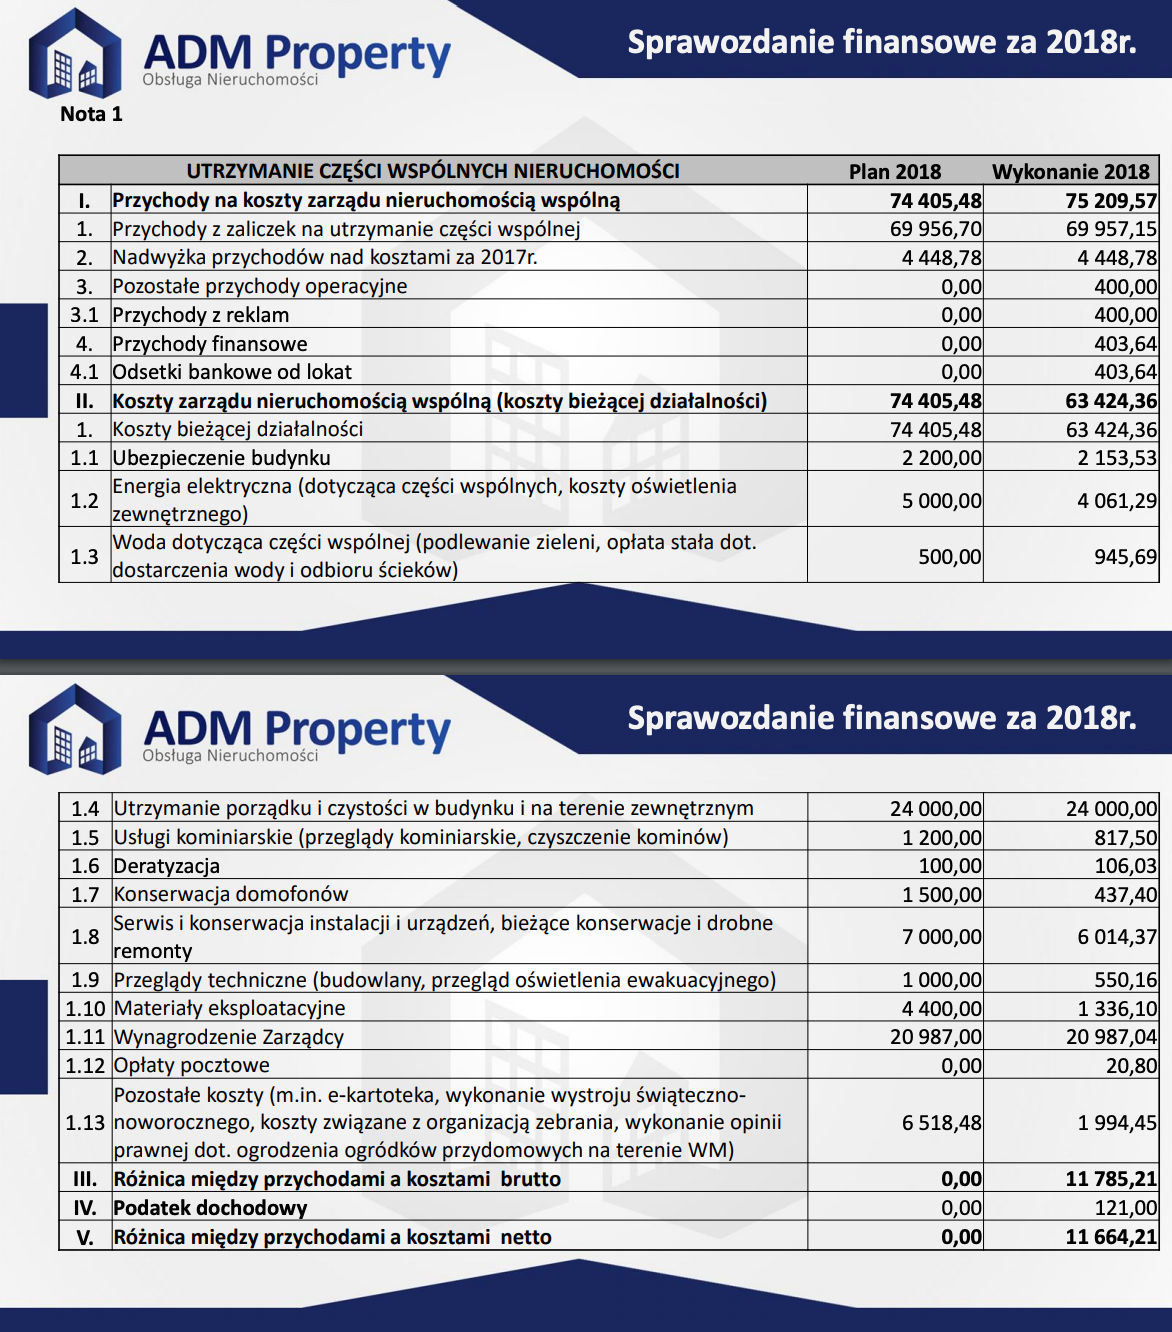 ADM Property
Obsługa Nieruchomości
Sprawozdanie finansowe za 2018r.
Nota 1
UTRZYMANIE CZĘŚCI WSPÓLNYCH NIERUCHOMOŚCI Plan 2018 Wykonanie 2018
I. Przychody na koszty zarządu nieruchomością wspólną 74 405,48 75 209,57
1. Przychody z zaliczek na utrzymanie części wspólnej 69 956,70 69 957,15
2. Nadwyżka przychodów nad kosztami za 2017r. 4 448,78 4 448,78
3. Pozostałe przychody operacyjne 0,00 400,00
3.1 Przychody z reklam 0,00 400,00
4. Przychody finansowe 0,00 403,64
4.1 Odsetki bankowe od lokat 0,00 403,64
II. Koszty zarządu nieruchomością wspólną (koszty bieżącej działalności) 74 405,48 63 424,36
1. Koszty bieżącej działalności 74 405,48 63 424,36
1.1 Ubezpieczenie budynku 2 200,00 2 153,53
1.2 Energia elektryczna (dotycząca części wspólnych, koszty oświetlenia
zewnętrznego) 5 000,00 4 061,29
1.3 Woda dotycząca części wspólnej (podlewanie zieleni, opłata stała dot.
dostarczenia wody i odbioru ścieków) 500,00 945,69
ADM Property
Obsługa Nieruchomości
Sprawozdanie finansowe za 2018r.
1.4 Utrzymanie porządku i czystości w budynku i na terenie zewnętrznym 24 000,00 24 000,00
1.5 Usługi kominiarskie (przeglądy kominiarskie, czyszczenie kominów) 1 200,00 817,50
1.6 Deratyzacja 100,00 106,03
1.7 Konserwacja domofonów 1 500,00 437,40
1.8 Serwis i konserwacja instalacji i urządzeń, bieżące konserwacje i drobne
remonty 7 000,00 6 014,37
1.9 Przeglądy techniczne (budowlany, przegląd oświetlenia ewakuacyjnego) 1 000,00 550,16
1.10 Materiały eksploatacyjne 4 400,00 1 336,10
1.11 Wynagrodzenie Zarządcy 20 987,00 20 987,04
1.12 Opłaty pocztowe 0,00 20,80
1.13 Pozostałe koszty (m.in. e-kartoteka, wykonanie wystroju świąteczno-
noworocznego, koszty związane z organizacją zebrania, wykonanie opinii
prawnej dot. ogrodzenia ogródków przydomowych na terenie WM) 6 518,48 1 994,45
III. Różnica między przychodami a kosztami brutto 0,00 11 785,21
IV. Podatek dochodowy 0,00 121,00
V. Różnica między przychodami a kosztami netto 0,00 11 664,21